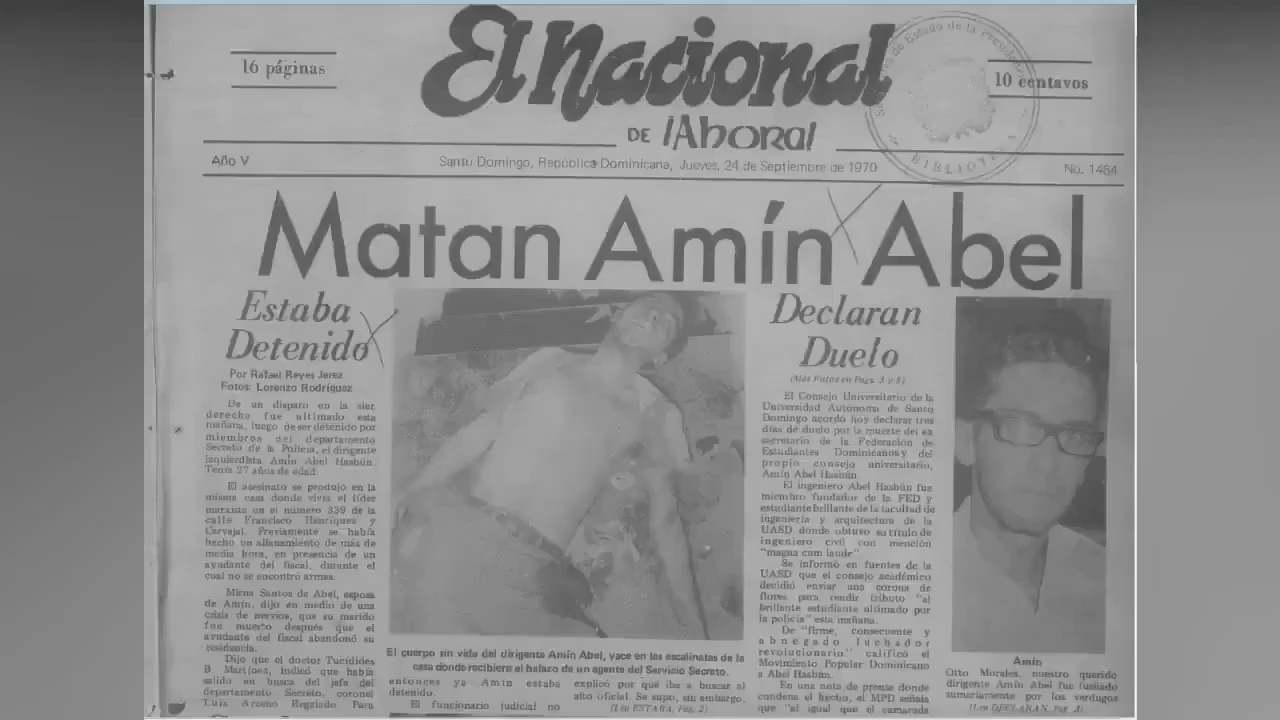 16 páginas
El Nacional
DE ¡Ahora!
10 centavos
BIBLIOTECA
Año V
Santo Domingo, República Dominicana, Jueves, 24 de Septiembre de 1970
No. 1484
Matan Amín Abel
Estaba
Detenido
Por Rafael Reyes Jerez
Fotos: Lorenzo Rodríguez
De un disparo en la sien
derecha fue ultimado esta
mañana, luego de ser detenido por
miembros del departamento
Secreto de la Policía, el dirigente
izquierdista Amín Abel Hasbún.
Tenía 27 años de edad.
El asesinato se produjo en la
misma casa donde vivía el líder
marxista en el número 339 de la
calle Francisco Henríquez y
Carvajal. Previamente se había
hecho un allanamiento de más de
media hora, en presencia de un
ayudante del fiscal, durante el
cual no se encontró armas.
Mirna Santos de Abel, esposa
de Amín, dijo en medio de una
crisis de nervios, que su marido
fue muerto después que el
ayudante del fiscal abandonó su
residencia.
Dijo que el doctor Tucídides
B. Martínez, indicó que había
salido en busca del jefe del
departamento Secreto, coronel
Luis Arzeno Regalado. Para
El cuerpo sin vida del dirigente Amín Abel, yace en las escalinatas de la
casa donde recibiera el balazo de un agente del Servicio Secreto.
entonces ya Amín estaba
detenido.
El funcionario judicial no
explicó por qué iba a buscar al
alto oficial. Se supo, sin embargo,
(Lea ESTABA, Pág. 2)
Declaran
Duelo
(Más Fotos en Págs. 3 y 8)
El Consejo Universitario de la
Universidad Autónoma de Santo
Domingo acordó hoy declarar tres
días de duelo por la muerte del ex
secretario de la Federación de
Estudiantes Dominicanos y del
propio consejo universitario,
Amín Abel Hasbún.
El ingeniero Abel Hasbún fue
miembro fundador de la FED y
estudiante brillante de la facultad de
ingeniería y arquitectura de la
UASD donde obtuvo su título de
ingeniero civil con mención
"magna cum laude"
Se informó en fuentes de la
UASD que el consejo académico
decidió enviar una corona de
flores para rendir tributo "al
brillante estudiante ultimado por
la policía" esta mañana.
De "firme, consecuente y
abnegado luchador
revolucionario" calificó el
Movimiento Popular Dominicano
a Abel Hasbún.
En una nota de prensa donde
condena el hecho, el MPD señala
que "al igual que el camarada
Amín
Otto Morales, nuestro querido
dirigente Amín Abel fue fusilado
sumariamente por los verdugos
(Lea DECLARAN, Pág. 3)